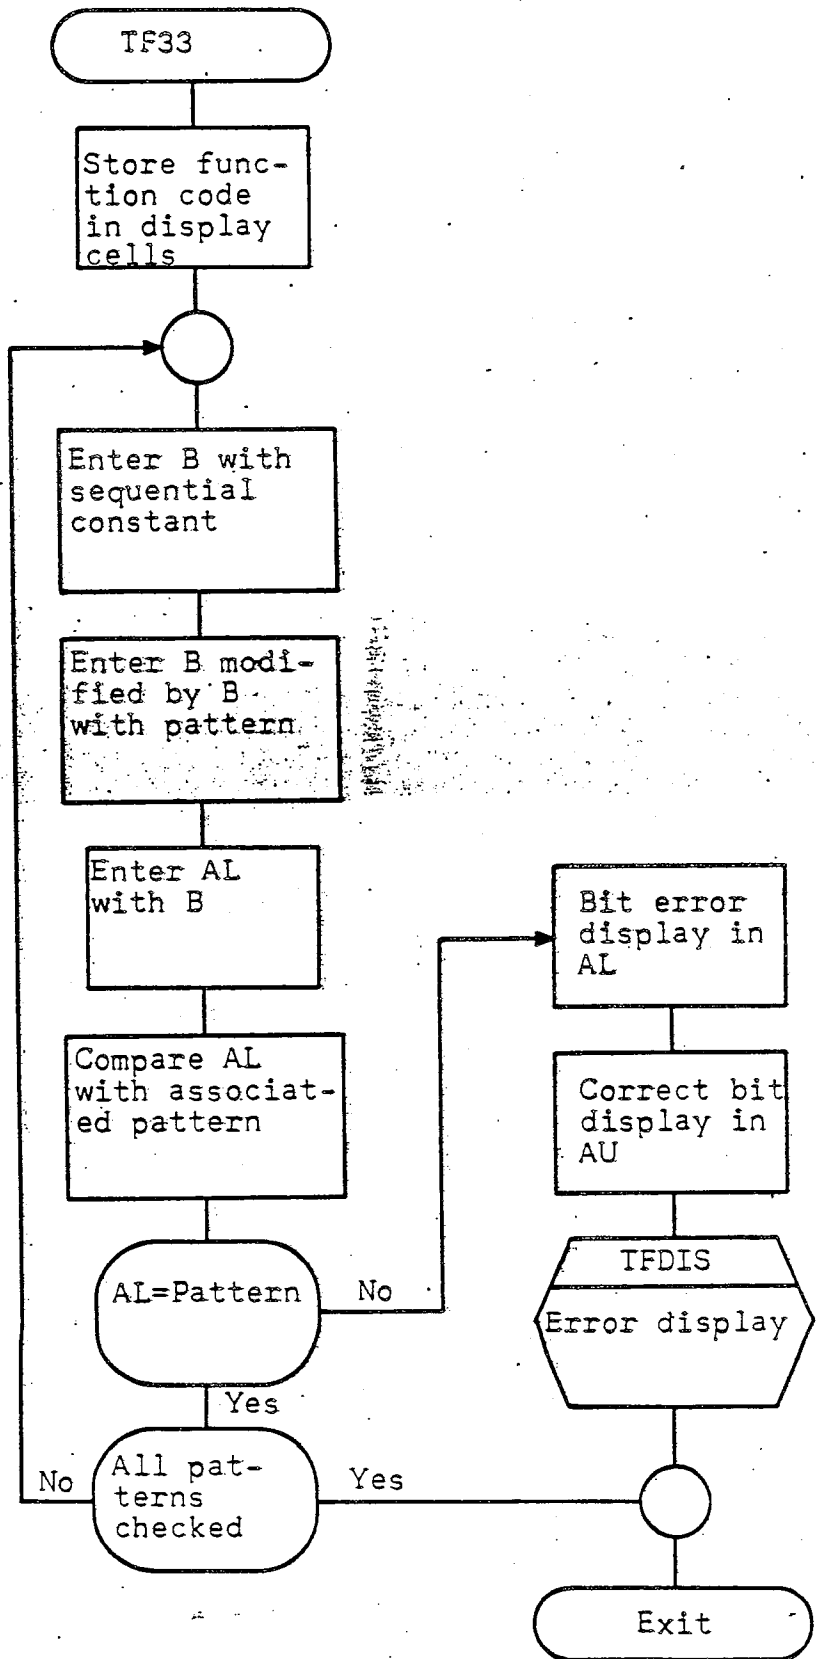 TF33
Store func-
tion code
in display
cells
Enter B with
sequential
constant
Enter B modi-
fied by B
with pattern
Enter AL
with B
Compare AL
with associat-
ed pattern
AL=Pattern
No
Yes
All pat-
terns
checked
No
Yes
Bit error
display in
AL
Correct bit
display in
AU
TFDIS
Error display
Exit